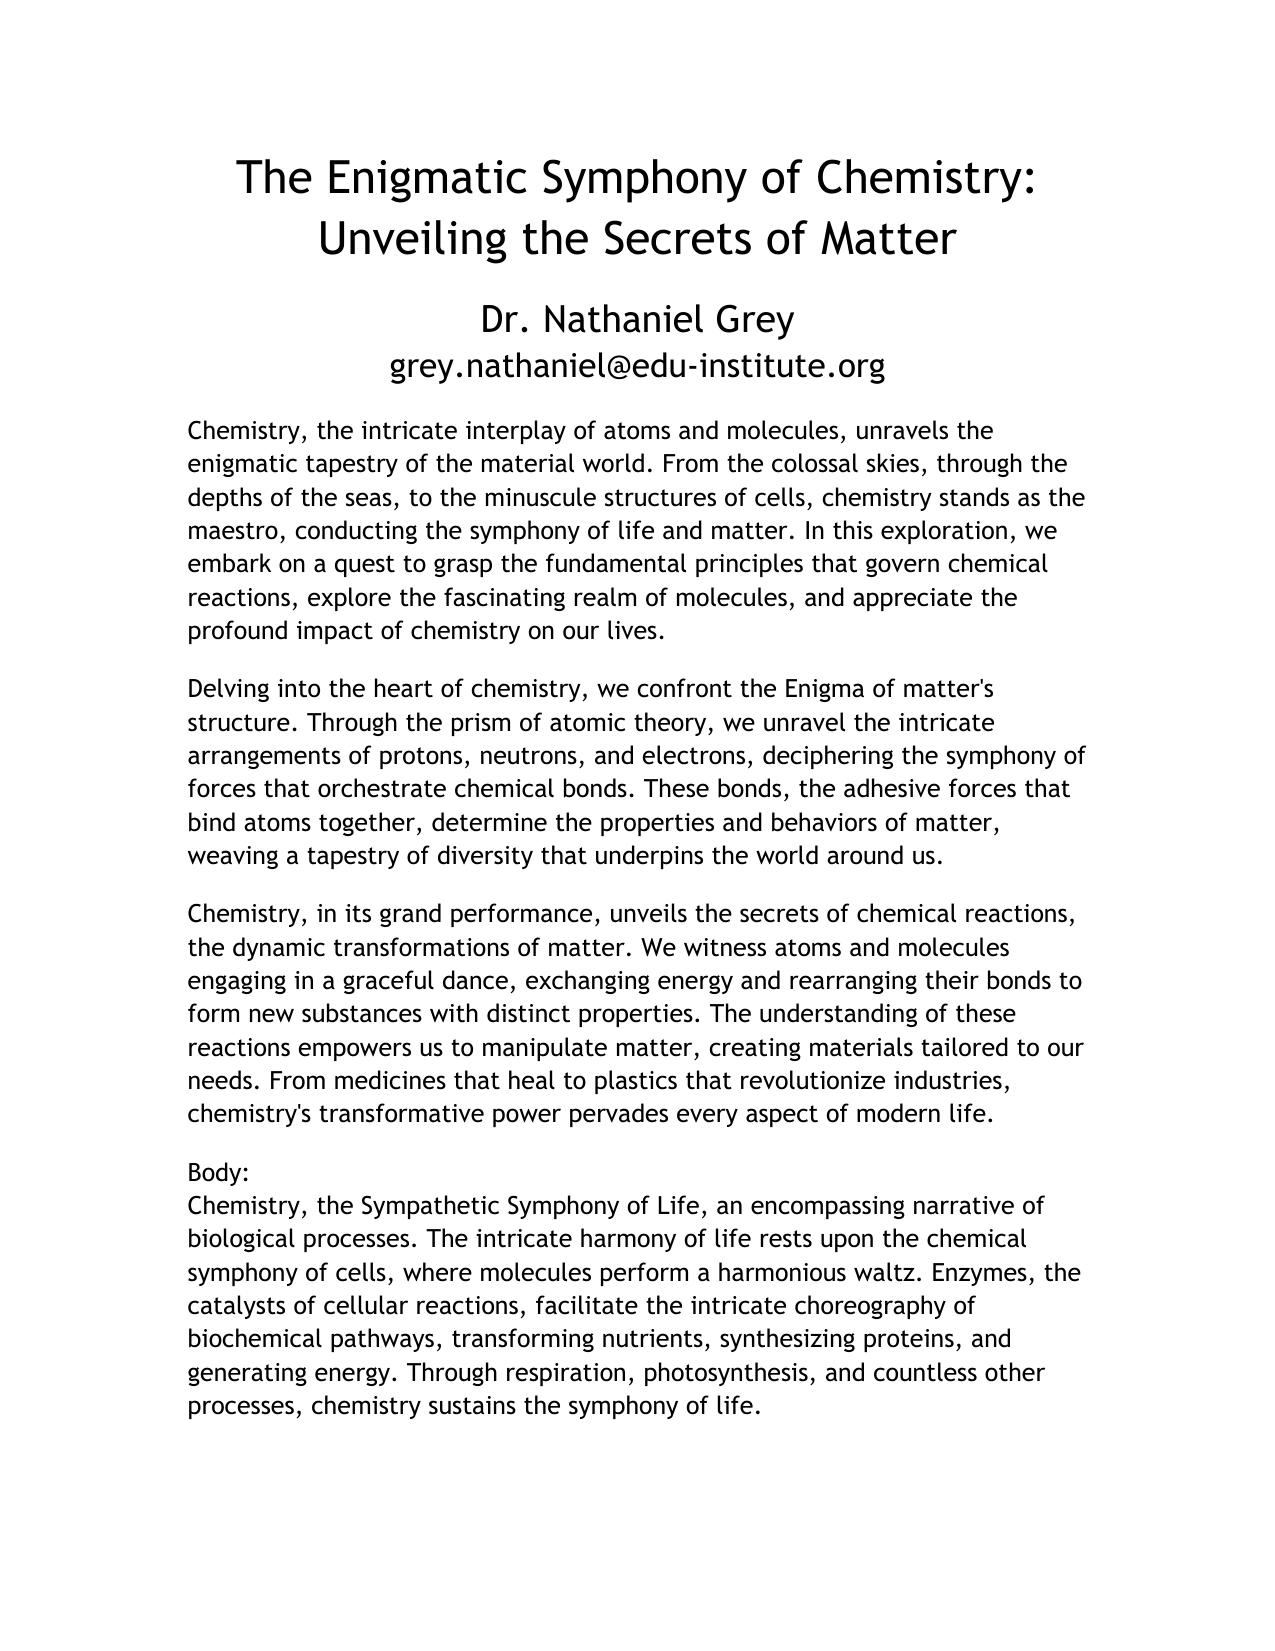 The Enigmatic Symphony of Chemistry:
Unveiling the Secrets of Matter
Dr. Nathaniel Grey
grey.nathaniel@edu-institute.org
Chemistry, the intricate interplay of atoms and molecules, unravels the
enigmatic tapestry of the material world. From the colossal skies, through the
depths of the seas, to the minuscule structures of cells, chemistry stands as the
maestro, conducting the symphony of life and matter. In this exploration, we
embark on a quest to grasp the fundamental principles that govern chemical
reactions, explore the fascinating realm of molecules, and appreciate the
profound impact of chemistry on our lives.
Delving into the heart of chemistry, we confront the Enigma of matter's
structure. Through the prism of atomic theory, we unravel the intricate
arrangements of protons, neutrons, and electrons, deciphering the symphony of
forces that orchestrate chemical bonds. These bonds, the adhesive forces that
bind atoms together, determine the properties and behaviors of matter,
weaving a tapestry of diversity that underpins the world around us.
Chemistry, in its grand performance, unveils the secrets of chemical reactions,
the dynamic transformations of matter. We witness atoms and molecules
engaging in a graceful dance, exchanging energy and rearranging their bonds to
form new substances with distinct properties. The understanding of these
reactions empowers us to manipulate matter, creating materials tailored to our
needs. From medicines that heal to plastics that revolutionize industries,
chemistry's transformative power pervades every aspect of modern life.
Body:
Chemistry, the Sympathetic Symphony of Life, an encompassing narrative of
biological processes. The intricate harmony of life rests upon the chemical
symphony of cells, where molecules perform a harmonious waltz. Enzymes, the
catalysts of cellular reactions, facilitate the intricate choreography of
biochemical pathways, transforming nutrients, synthesizing proteins, and
generating energy. Through respiration, photosynthesis, and countless other
processes, chemistry sustains the symphony of life.